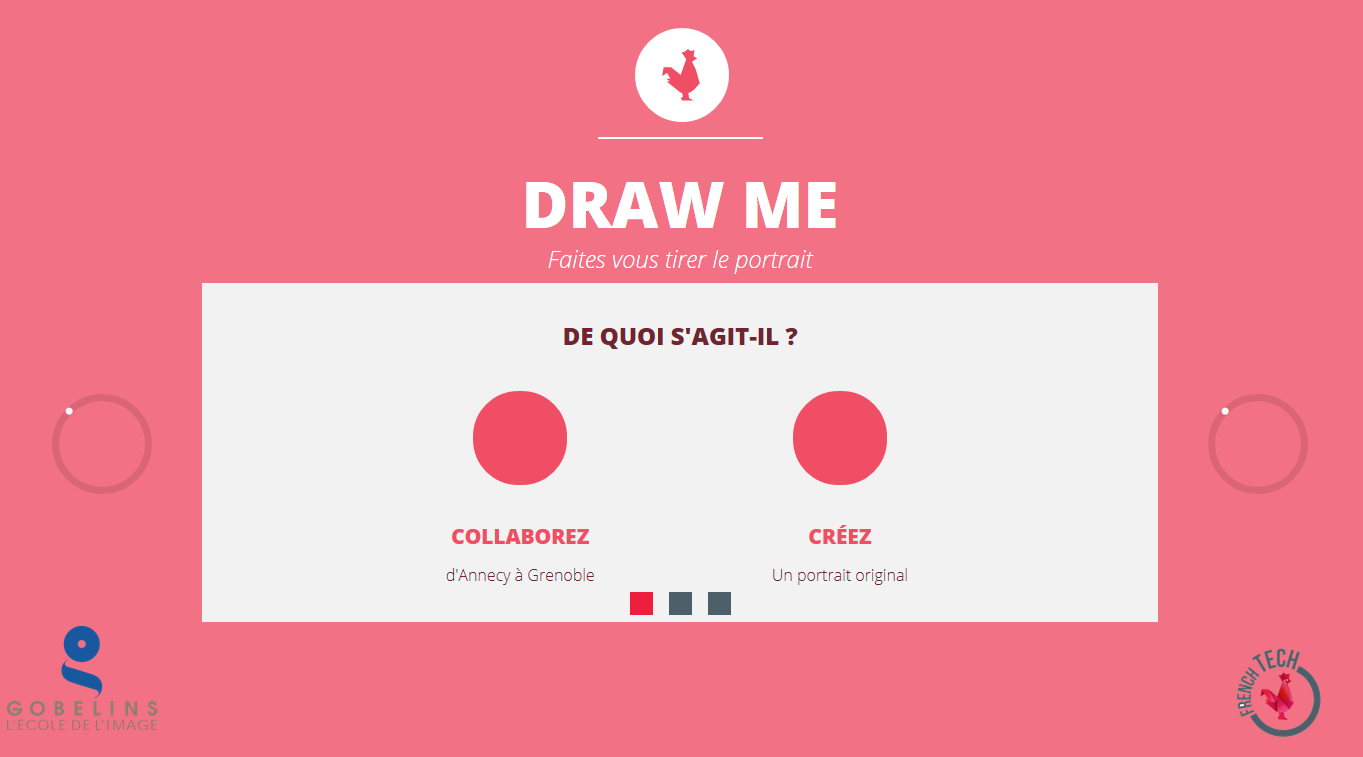 DRAW ME
Faites vous tirer le portrait
DE QUOI S'AGIT-IL ?
COLLABOREZ
d'Annecy à Grenoble
CRÉEZ
Un portrait original
GOBELINS
L'ÉCOLE DE L'IMAGE
FRENCH TECH